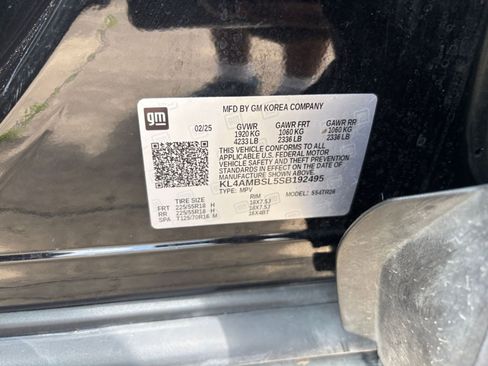 gm
MFD BY GM KOREA COMPANY
02/25 GVWR GAWR FRT GAWR RR
1920 KG 1060 KG 1060 KG
4233 LB 2336 LB 2336 LB
THIS VEHICLE CONFORMS TO ALL
APPLICABLE U.S. FEDERAL MOTOR
VEHICLE SAFETY, BUMPER, AND THEFT
PREVENTION STANDARDS IN EFFECT
ON THE DATE OF
MANUFACTURE SHOWN ABOVE.
KL4AMBSL5SB192495
TYPE: MPV MODEL: 5S4TR26
TIRE SIZE RIM
FRT 225/55R18 H 18X7.5J
RR 225/55R18 H 18X7.5J
SPA T125/70R16 M 16X4BT